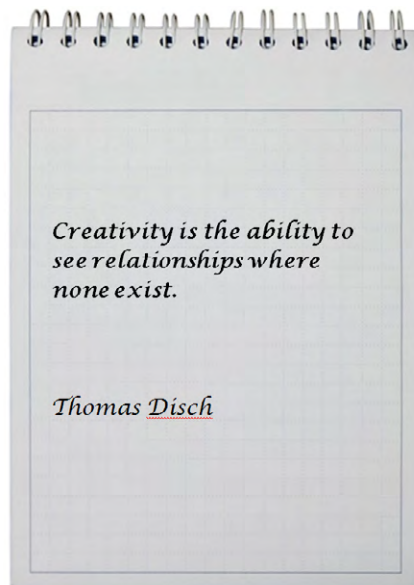 Creativity is the ability to
see relationships where
none exist.
Thomas Disch